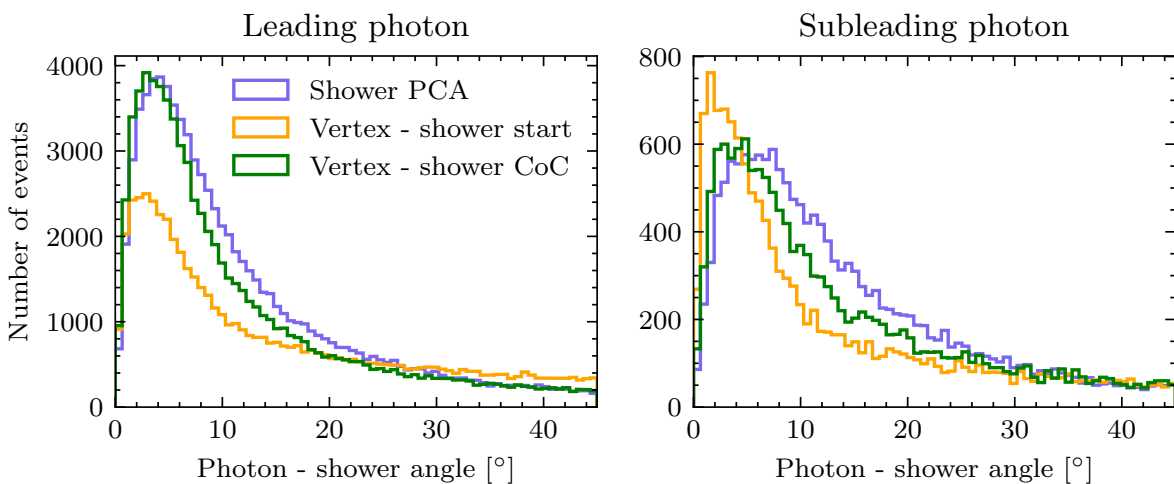 Leading photon
Subleading photon
Number of events
4000
3000
2000
1000
0
Shower PCA
Vertex - shower start
Vertex - shower CoC
0 10 20 30 40
Photon - shower angle [°]
800
600
400
200
0
0 10 20 30 40
Photon - shower angle [°]